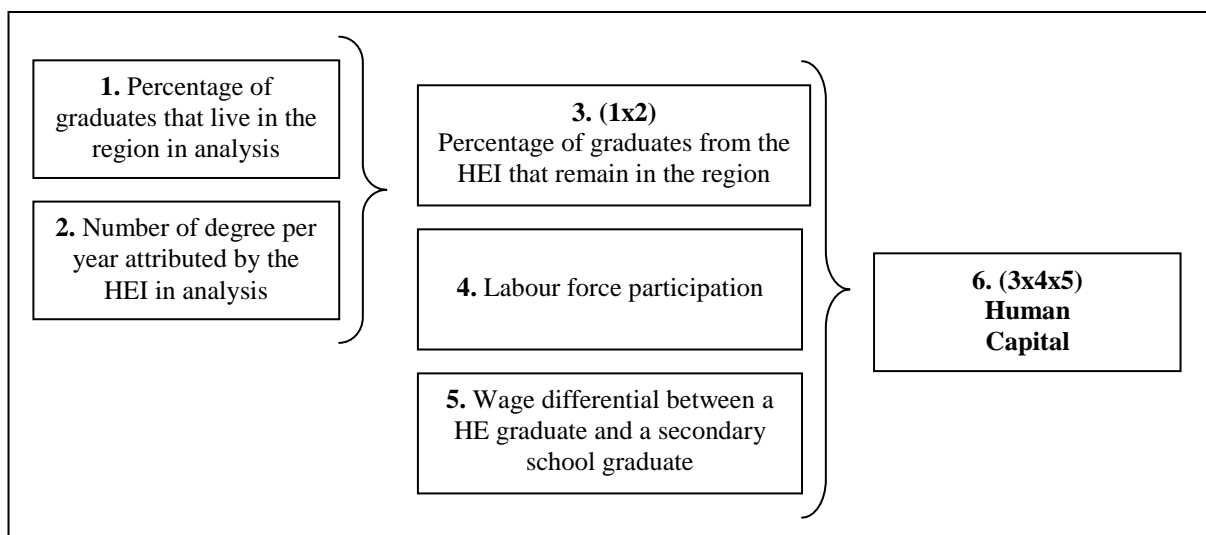 1. Percentage of
graduates that live in the
region in analysis
2. Number of degree per
year attributed by the
HEI in analysis
3. (1x2)
Percentage of graduates from the
HEI that remain in the region
4. Labour force participation
5. Wage differential between a
HE graduate and a secondary
school graduate
6. (3x4x5)
Human
Capital